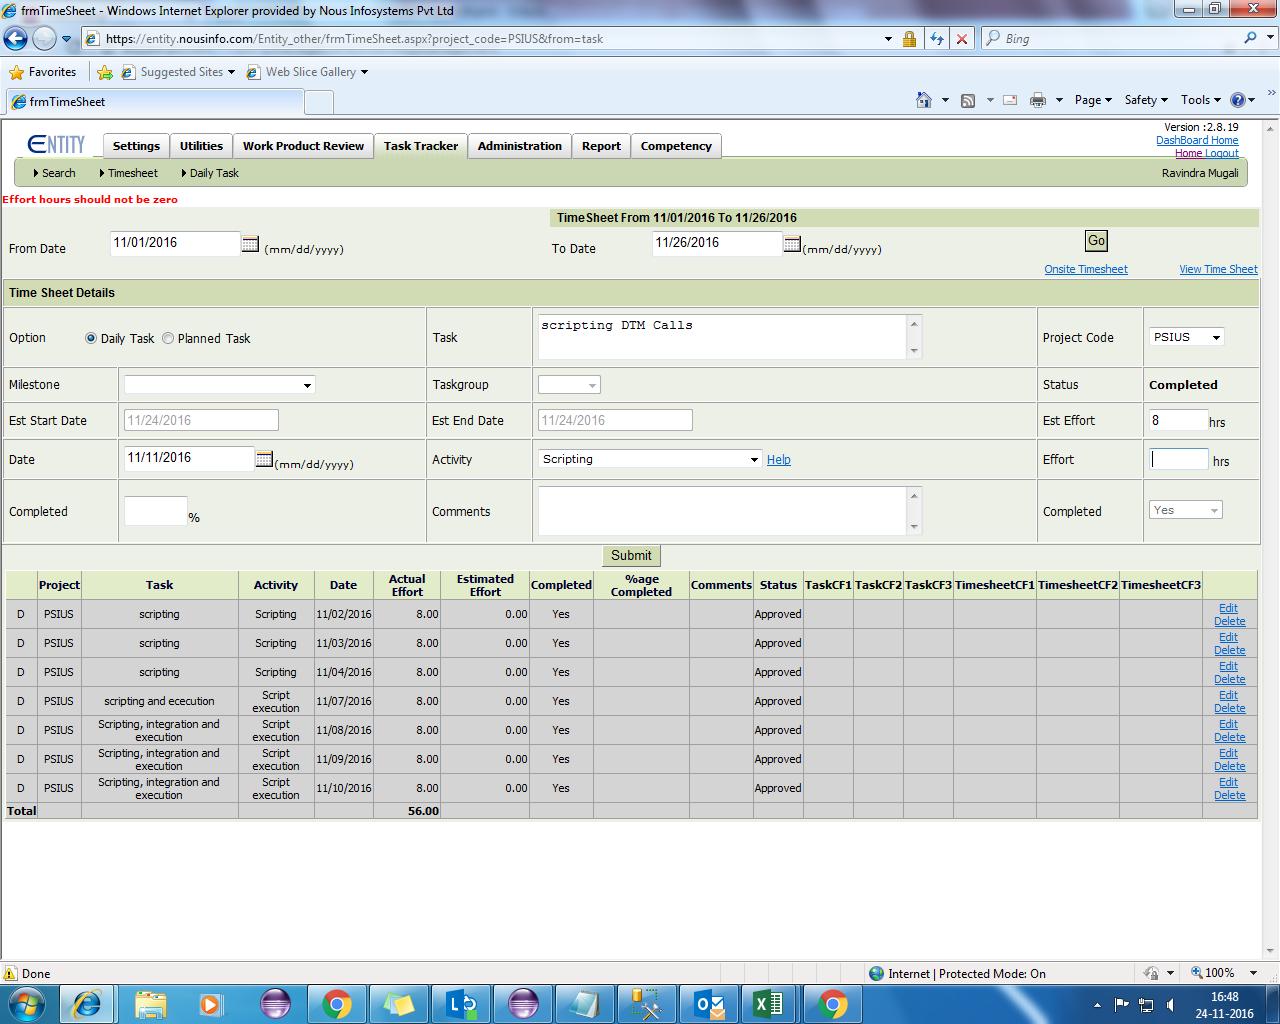 frmTimeSheet - Windows Internet Explorer provided by Nous Infosystems Pvt Ltd
https://entity.nousinfo.com/Entity_other/frmTimeSheet.aspx?project_code=PSIUS&from=task
Bing
Favorites Suggested Sites Web Slice Gallery
frmTimeSheet
Page Safety Tools
Version :2.8.19
DashBoard Home
Home Logout
ENTITY
Settings Utilities Work Product Review Task Tracker Administration Report Competency
Search Timesheet Daily Task Ravindra Mugali
Effort hours should not be zero
TimeSheet From 11/01/2016 To 11/26/2016
From Date 11/01/2016 (mm/dd/yyyy) To Date 11/26/2016 (mm/dd/yyyy) Go
Onsite Timesheet View Time Sheet
Time Sheet Details
Option Daily Task Planned Task Task scripting DTM Calls Project Code PSIUS
Milestone Taskgroup Status Completed
Est Start Date 11/24/2016 Est End Date 11/24/2016 Est Effort 8 hrs
Date 11/11/2016 (mm/dd/yyyy) Activity Scripting Help Effort hrs
Completed % Comments Completed Yes
Submit
Project Task Activity Date Actual Effort Estimated Effort Completed %age Completed Comments Status TaskCF1 TaskCF2 TaskCF3 TimesheetCF1 TimesheetCF2 TimesheetCF3
D PSIUS scripting Scripting 11/02/2016 8.00 0.00 Yes Approved Edit Delete
D PSIUS scripting Scripting 11/03/2016 8.00 0.00 Yes Approved Edit Delete
D PSIUS scripting Scripting 11/04/2016 8.00 0.00 Yes Approved Edit Delete
D PSIUS scripting and ececution Script execution 11/07/2016 8.00 0.00 Yes Approved Edit Delete
D PSIUS Scripting, integration and execution Script execution 11/08/2016 8.00 0.00 Yes Approved Edit Delete
D PSIUS Scripting, integration and execution Script execution 11/09/2016 8.00 0.00 Yes Approved Edit Delete
D PSIUS Scripting, integration and execution Script execution 11/10/2016 8.00 0.00 Yes Approved Edit Delete
Total 56.00
Done Internet | Protected Mode: On 100%
16:48
24-11-2016